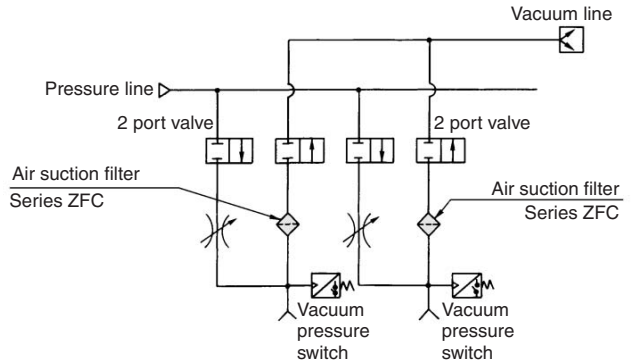 Vacuum line
Pressure line
2 port valve
2 port valve
Air suction filter
Series ZFC
Air suction filter
Series ZFC
Vacuum
pressure
switch
Vacuum
pressure
switch